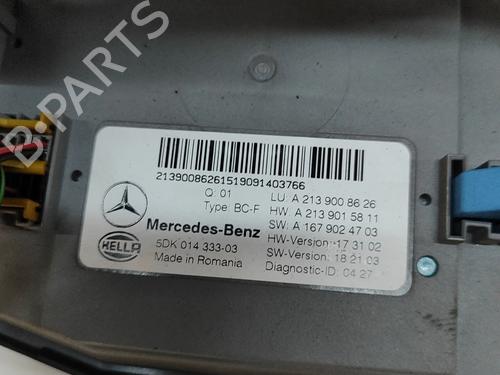 B-PARTS
21390086261519091403766
Q: 01
Type: BC-F
Mercedes-Benz
HELLA
5DK 014 333-03
Made in Romania
LU: A 213 900 86 26
HW: A 213 901 58 11
SW: A 167 902 47 03
HW-Version: 17 31 02
SW-Version: 18 21 03
Diagnostic-ID: 04 27